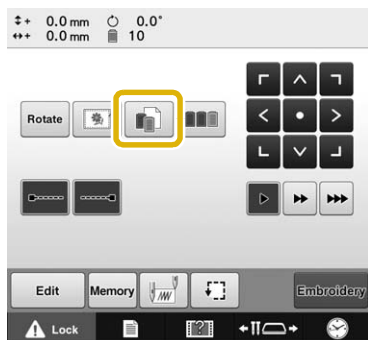 + 0.0 mm 0.0°
+ 0.0 mm 10
Rotate
Edit Memory Embroidery
Lock